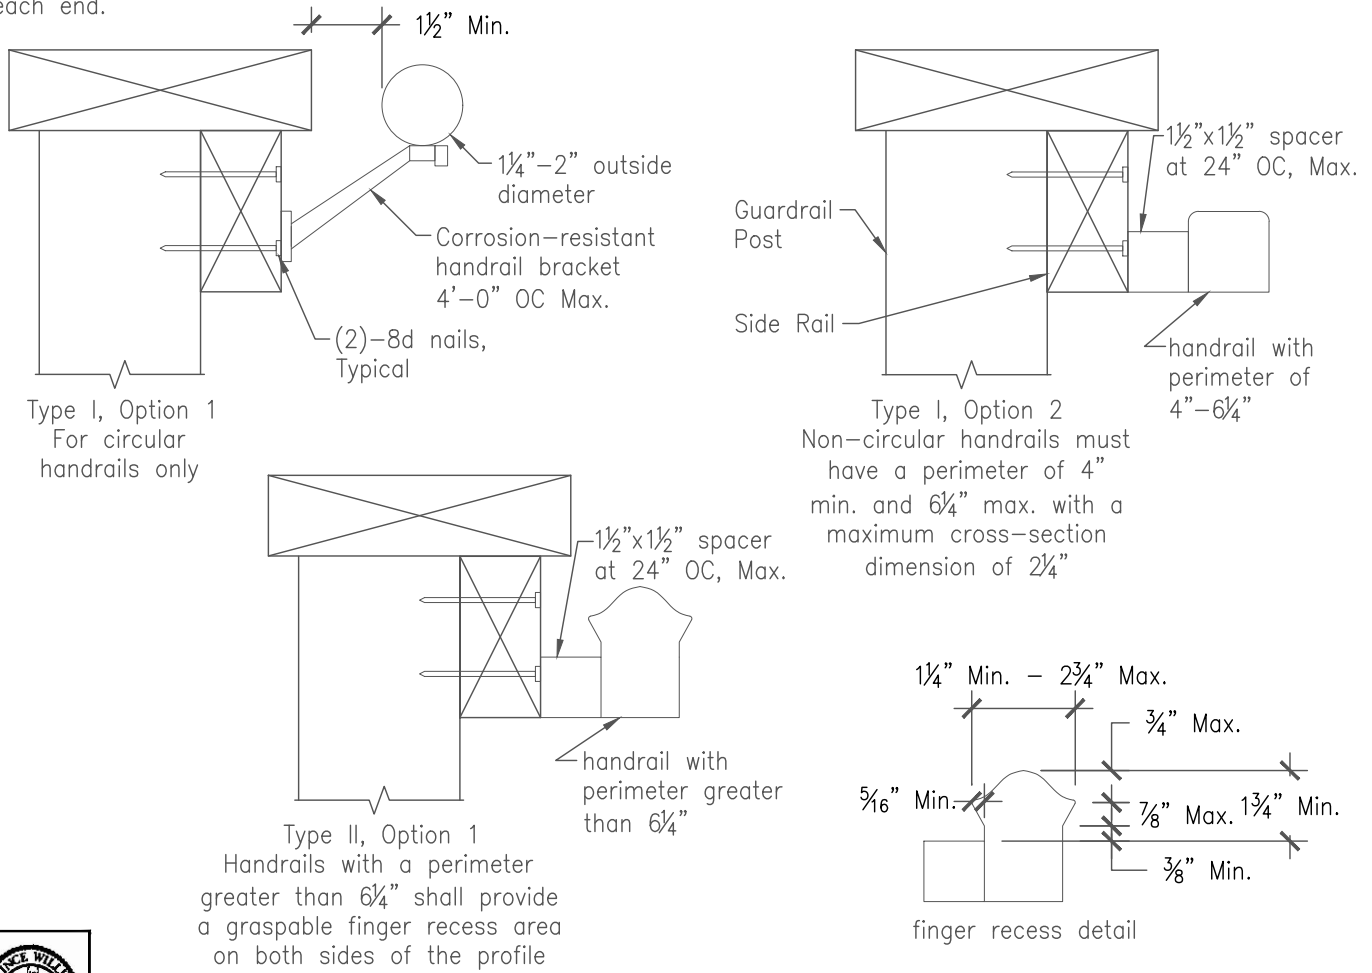 each end.
1½” Min.
1¼”–2” outside
diameter
Corrosion–resistant
handrail bracket
4’–0” OC Max.
(2)–8d nails,
Typical
Type I, Option 1
For circular
handrails only
1½”x1½” spacer
at 24” OC, Max.
Guardrail
Post
Side Rail
handrail with
perimeter of
4”–6¼”
Type I, Option 2
Non–circular handrails must
have a perimeter of 4”
min. and 6¼” max. with a
maximum cross–section
dimension of 2¼”
1½”x1½” spacer
at 24” OC, Max.
handrail with
perimeter greater
than 6¼”
Type II, Option 1
Handrails with a perimeter
greater than 6¼” shall provide
a graspable finger recess area
on both sides of the profile
1¼” Min. – 2¾” Max.
¾” Max.
5⁄16” Min.
⅞” Max.
1¾” Min.
⅜” Min.
finger recess detail